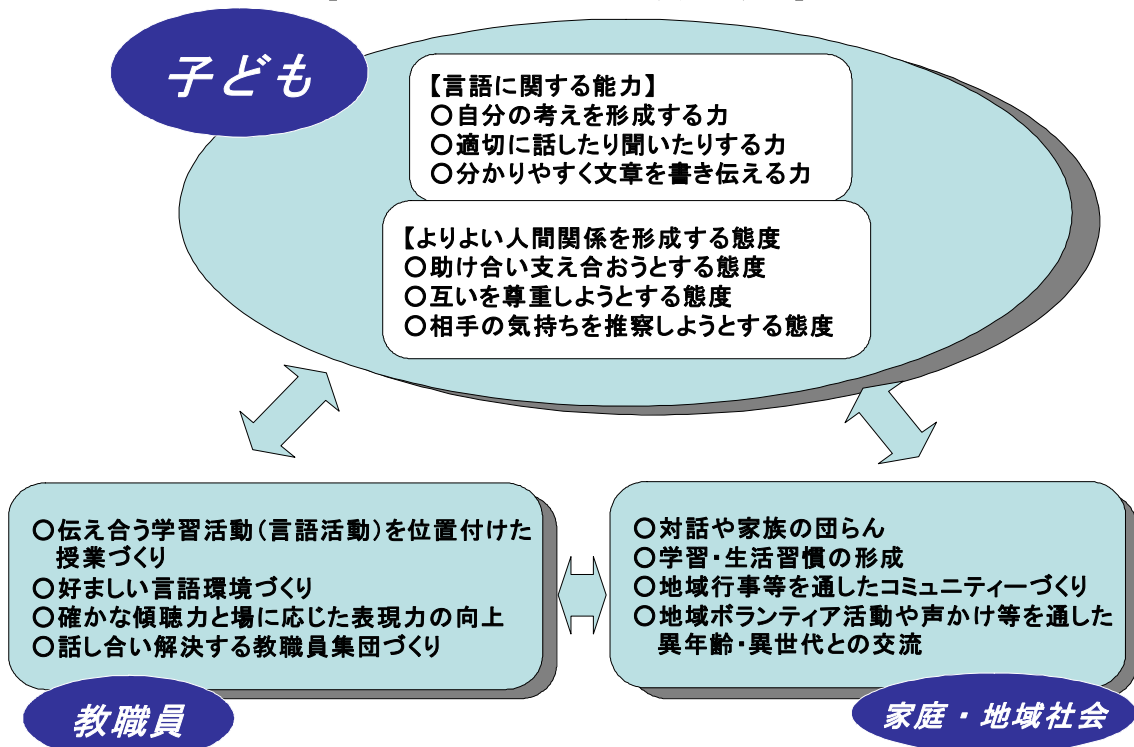 子ども
【言語に関する能力】
○自分の考えを形成する力
○適切に話したり聞いたりする力
○分かりやすく文章を書き伝える力
【よりよい人間関係を形成する態度
○助け合い支え合おうとする態度
○互いを尊重しようとする態度
○相手の気持ちを推察しようとする態度
○伝え合う学習活動(言語活動)を位置付けた
授業づくり
○好ましい言語環境づくり
○確かな傾聴力と場に応じた表現力の向上
○話し合い解決する教職員集団づくり
教職員
○対話や家族の団らん
○学習・生活習慣の形成
○地域行事等を通したコミュニティーづくり
○地域ボランティア活動や声かけ等を通した
異年齢・異世代との交流
家庭・地域社会